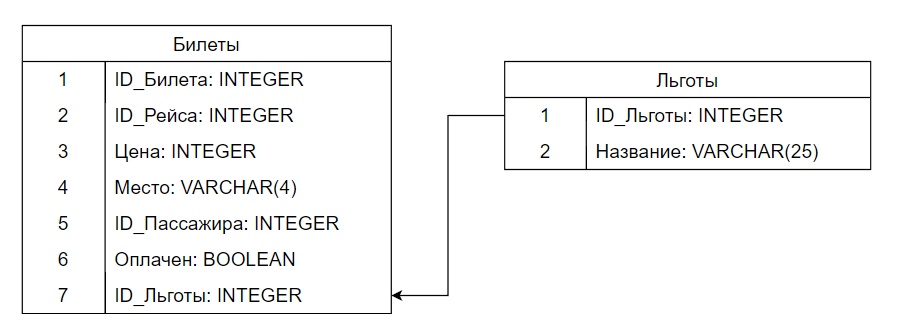 Билеты
1 ID_Билета: INTEGER
2 ID_Рейса: INTEGER
3 Цена: INTEGER
4 Место: VARCHAR(4)
5 ID_Пассажира: INTEGER
6 Оплачен: BOOLEAN
7 ID_Льготы: INTEGER
Льготы
1 ID_Льготы: INTEGER
2 Название: VARCHAR(25)